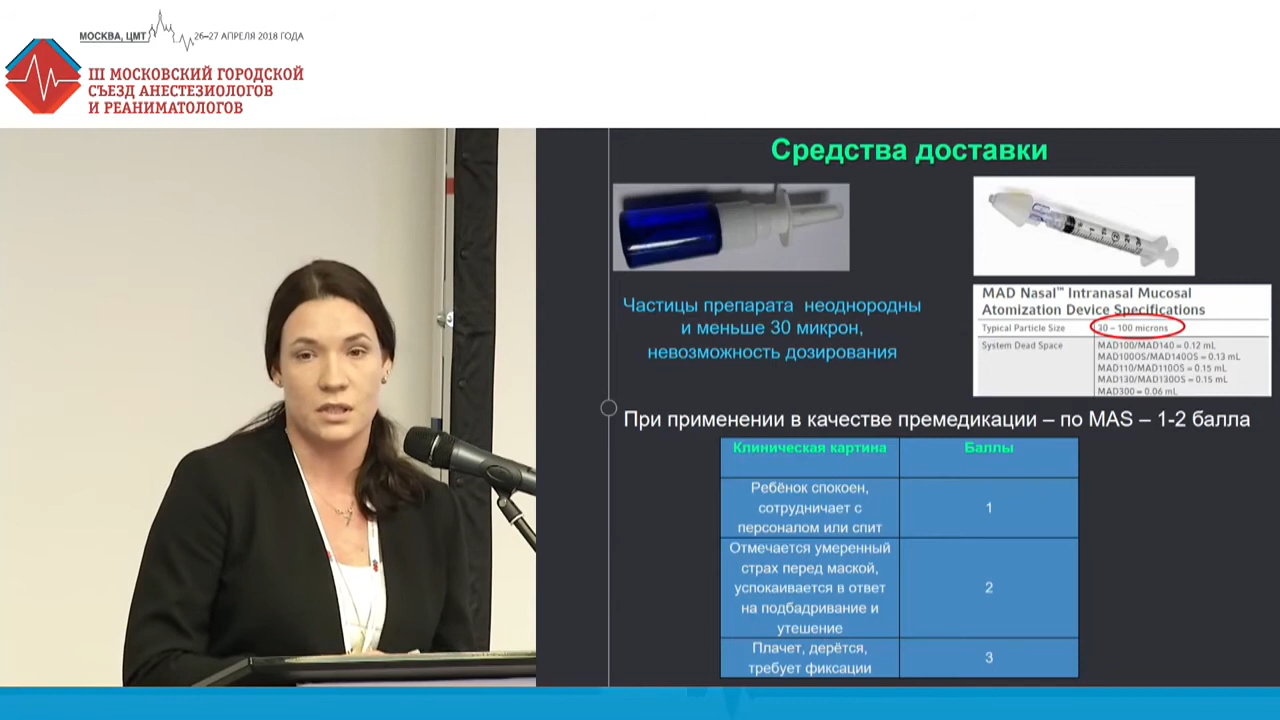 МОСКВА, ЦМТ 26–27 АПРЕЛЯ 2018 ГОДА
III МОСКОВСКИЙ ГОРОДСКОЙ
СЪЕЗД АНЕСТЕЗИОЛОГОВ
И РЕАНИМАТОЛОГОВ
Средства доставки
Частицы препарата неоднородны
и меньше 30 микрон,
невозможность дозирования
MAD Nasal™ Intranasal Mucosal
Atomization Device Specifications
Typical Particle Size 30 – 100 microns
System Dead Space MAD100/MAD140 = 0.12 mL
MAD100OS/MAD140OS = 0.13 mL
MAD110/MAD110OS = 0.15 mL
MAD130/MAD130OS = 0.15 mL
MAD300 = 0.06 mL
При применении в качестве премедикации – по MAS – 1-2 балла
Клиническая картина Баллы
Ребёнок спокоен,
сотрудничает с
персоналом или спит
1
Отмечается умеренный
страх перед маской,
успокаивается в ответ
на подбадривание и
утешение
2
Плачет, дерётся,
требует фиксации
3